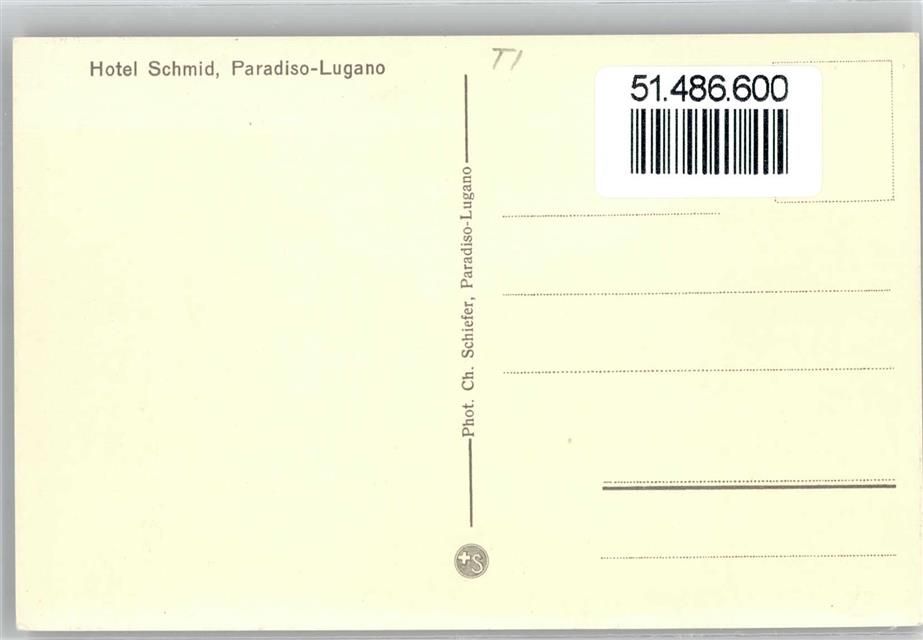 Hotel Schmid, Paradiso-Lugano
TI
51.486.600
Phot. Ch. Schiefer, Paradiso-Lugano
+S